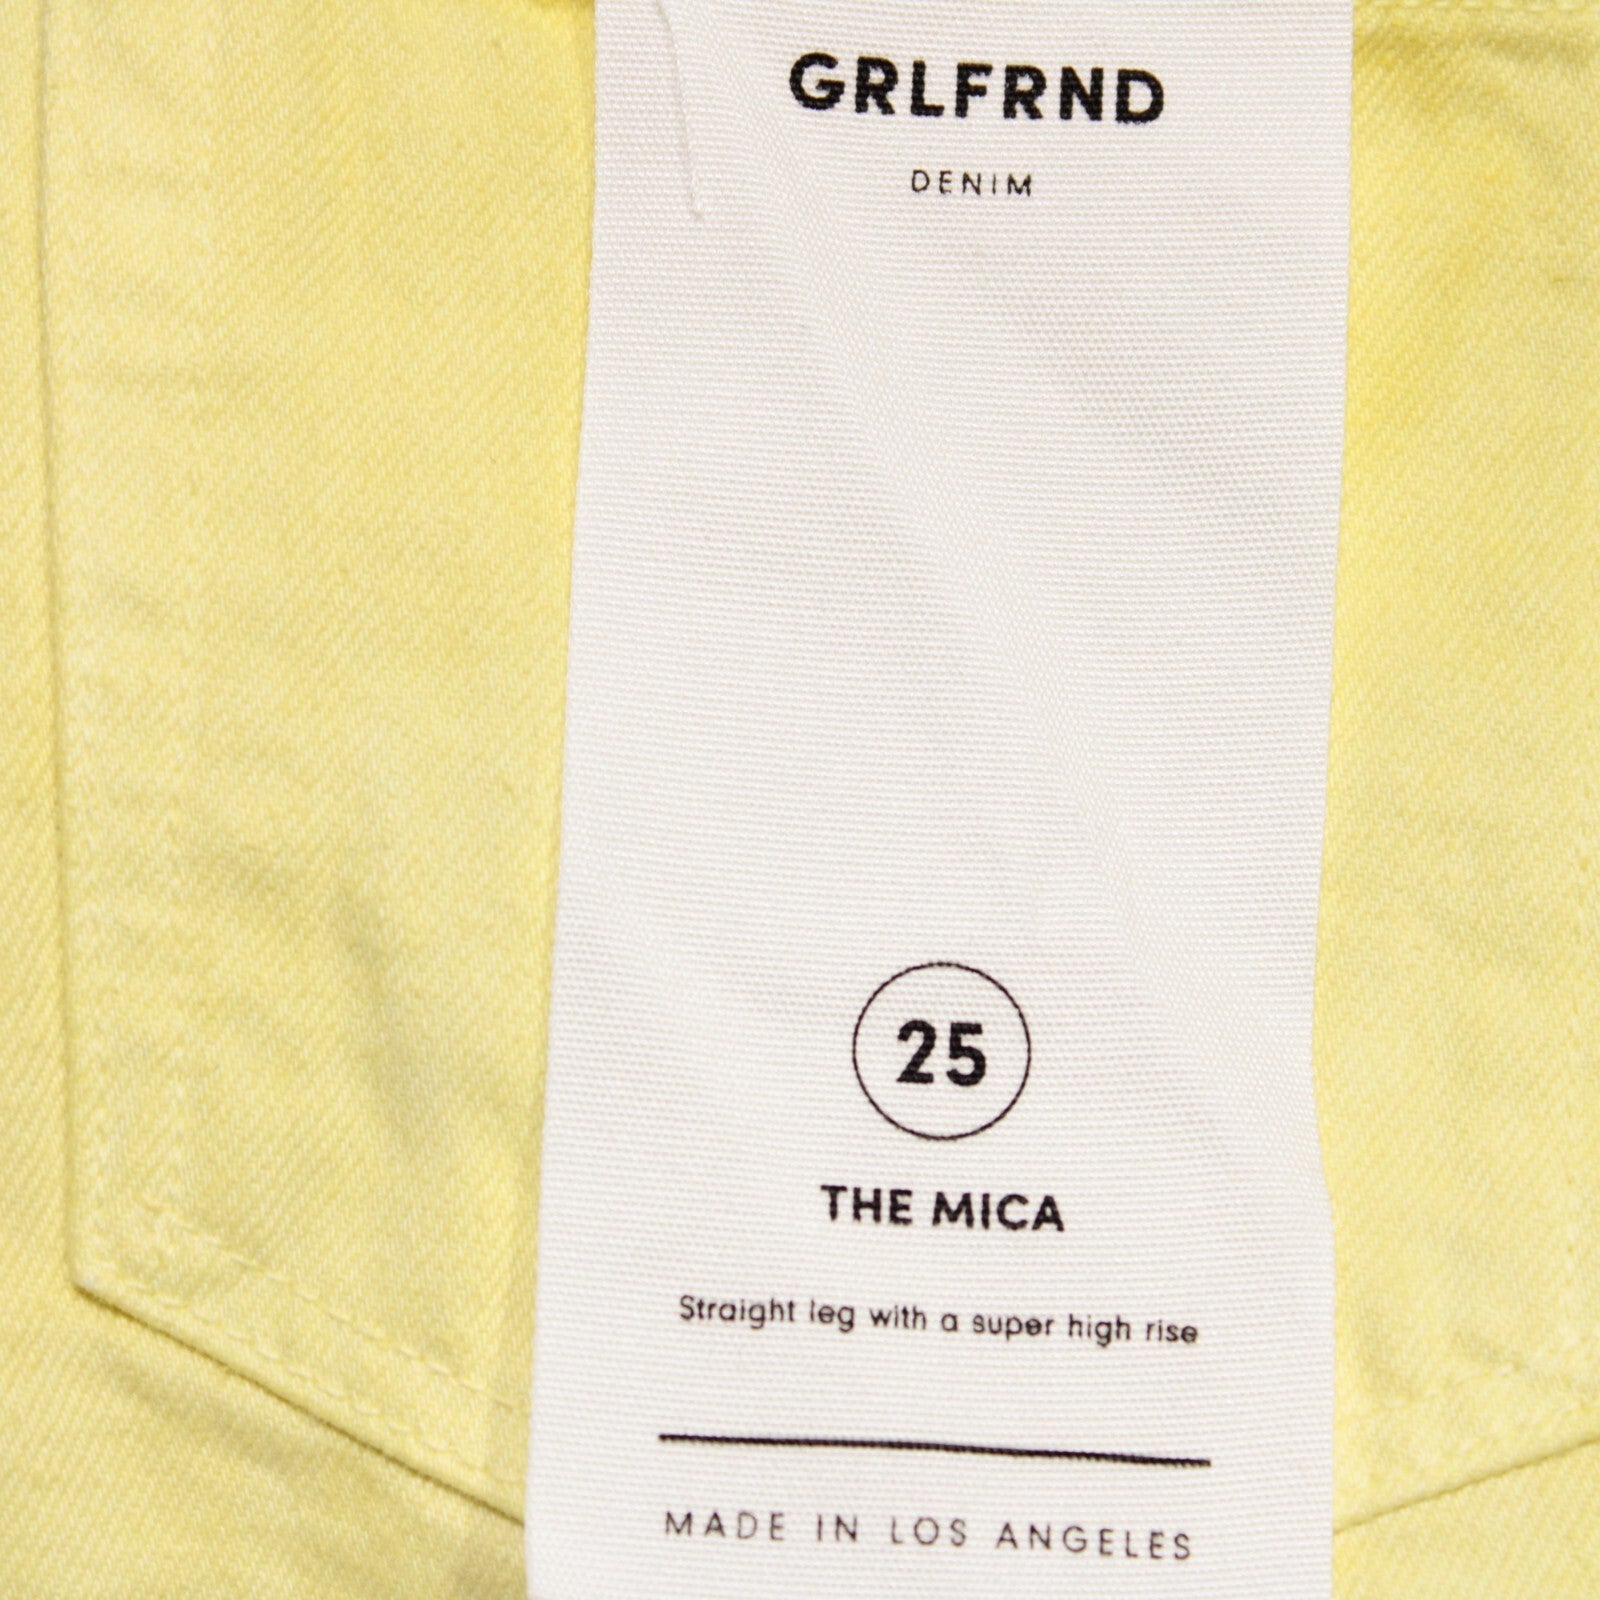 GRLFRND
DENIM
25
THE MICA
Straight leg with a super high rise
MADE IN LOS ANGELES